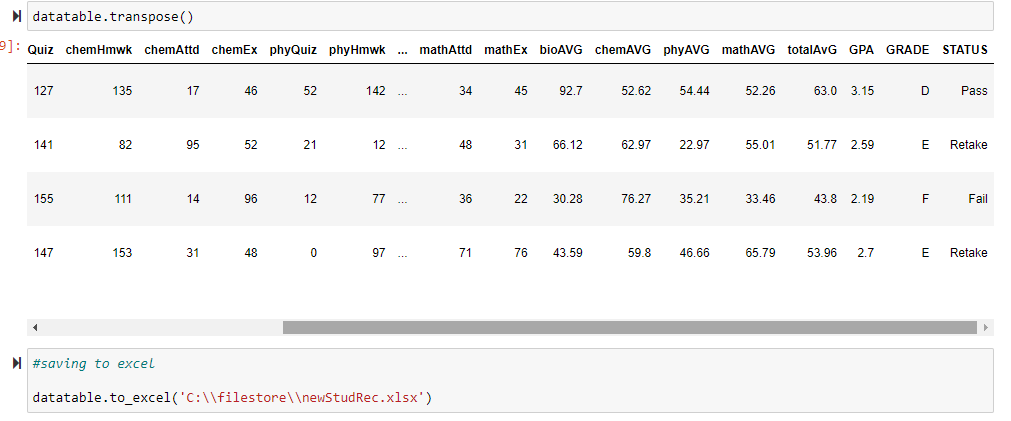 datatable.transpose()
9]: Quiz chemHmwk chemAttd chemEx phyQuiz phyHmwk ... mathAttd mathEx bioAVG chemAVG phyAVG mathAVG totalAvG GPA GRADE STATUS
127 135 17 46 52 142 ... 34 45 92.7 52.62 54.44 52.26 63.0 3.15 D Pass
141 82 95 52 21 12 ... 48 31 66.12 62.97 22.97 55.01 51.77 2.59 E Retake
155 111 14 96 12 77 ... 36 22 30.28 76.27 35.21 33.46 43.8 2.19 F Fail
147 153 31 48 0 97 ... 71 76 43.59 59.8 46.66 65.79 53.96 2.7 E Retake
#saving to excel
datatable.to_excel('C:\\filestore\\newStudRec.xlsx')